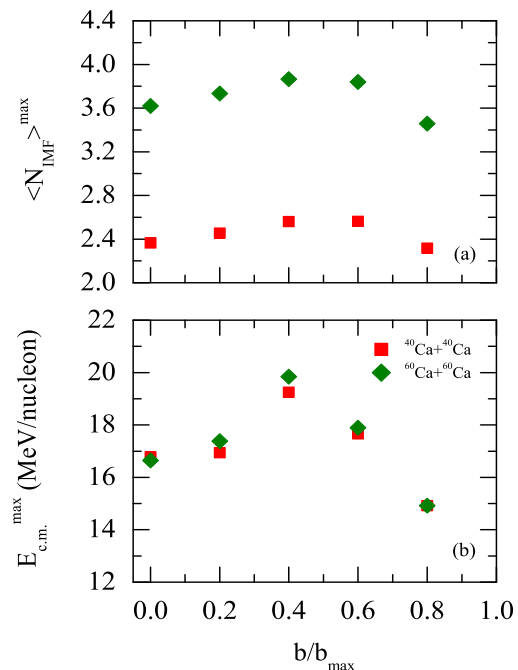 4.4
4.0
3.6
3.2
2.8
2.4
2.0
<N_IMF>^max
(a)
22
20
18
16
14
12
E_c.m.^max (MeV/nucleon)
⁴⁰Ca+⁴⁰Ca
⁶⁰Ca+⁶⁰Ca
(b)
0.0 0.2 0.4 0.6 0.8 1.0
b/b_max